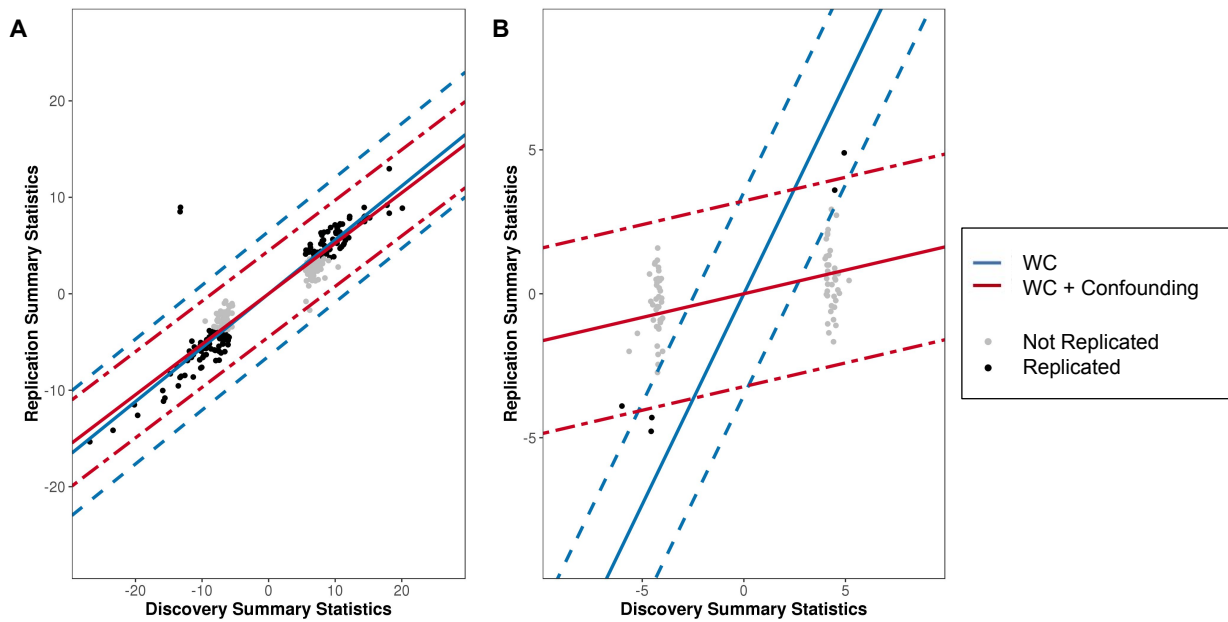 A
B
Replication Summary Statistics
20
10
0
-10
-20
-20
-10
0
10
20
Discovery Summary Statistics
Replication Summary Statistics
5
0
-5
-5
0
5
Discovery Summary Statistics
WC
WC + Confounding
Not Replicated
Replicated